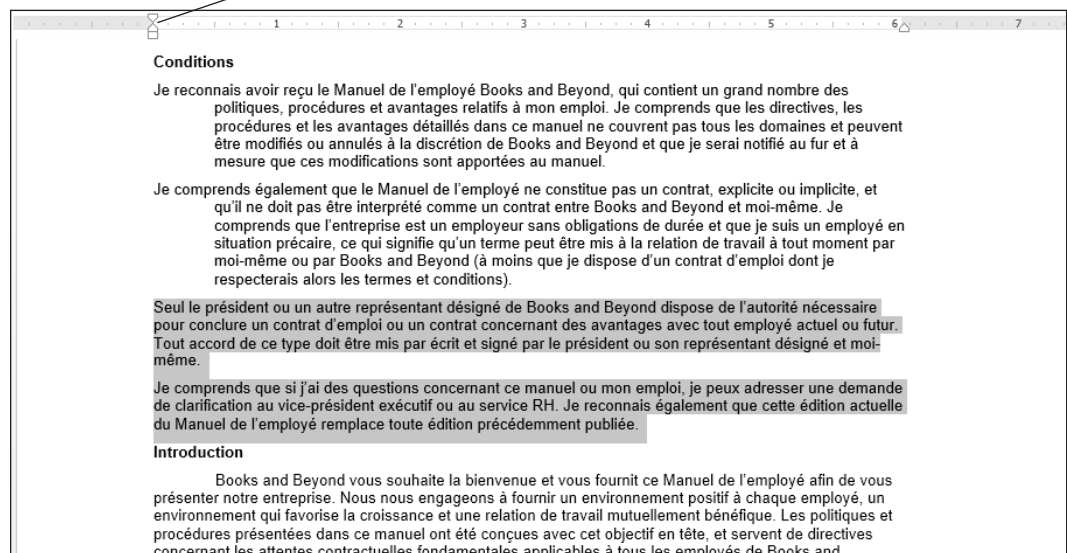 1 2 3 4 5 6 7
Conditions
Je reconnais avoir reçu le Manuel de l'employé Books and Beyond, qui contient un grand nombre des
politiques, procédures et avantages relatifs à mon emploi. Je comprends que les directives, les
procédures et les avantages détaillés dans ce manuel ne couvrent pas tous les domaines et peuvent
être modifiés ou annulés à la discrétion de Books and Beyond et que je serai notifié au fur et à
mesure que ces modifications sont apportées au manuel.
Je comprends également que le Manuel de l'employé ne constitue pas un contrat, explicite ou implicite, et
qu'il ne doit pas être interprété comme un contrat entre Books and Beyond et moi-même. Je
comprends que l'entreprise est un employeur sans obligations de durée et que je suis un employé en
situation précaire, ce qui signifie qu'un terme peut être mis à la relation de travail à tout moment par
moi-même ou par Books and Beyond (à moins que je dispose d'un contrat d'emploi dont je
respecterais alors les termes et conditions).
Seul le président ou un autre représentant désigné de Books and Beyond dispose de l'autorité nécessaire
pour conclure un contrat d'emploi ou un contrat concernant des avantages avec tout employé actuel ou futur.
Tout accord de ce type doit être mis par écrit et signé par le président ou son représentant désigné et moi-
même.
Je comprends que si j'ai des questions concernant ce manuel ou mon emploi, je peux adresser une demande
de clarification au vice-président exécutif ou au service RH. Je reconnais également que cette édition actuelle
du Manuel de l'employé remplace toute édition précédemment publiée.
Introduction
Books and Beyond vous souhaite la bienvenue et vous fournit ce Manuel de l'employé afin de vous
présenter notre entreprise. Nous nous engageons à fournir un environnement positif à chaque employé, un
environnement qui favorise la croissance et une relation de travail mutuellement bénéfique. Les politiques et
procédures présentées dans ce manuel ont été conçues avec cet objectif en tête, et servent de directives
concernant les attentes contractuelles fondamentales applicables à tous les employés de Books and